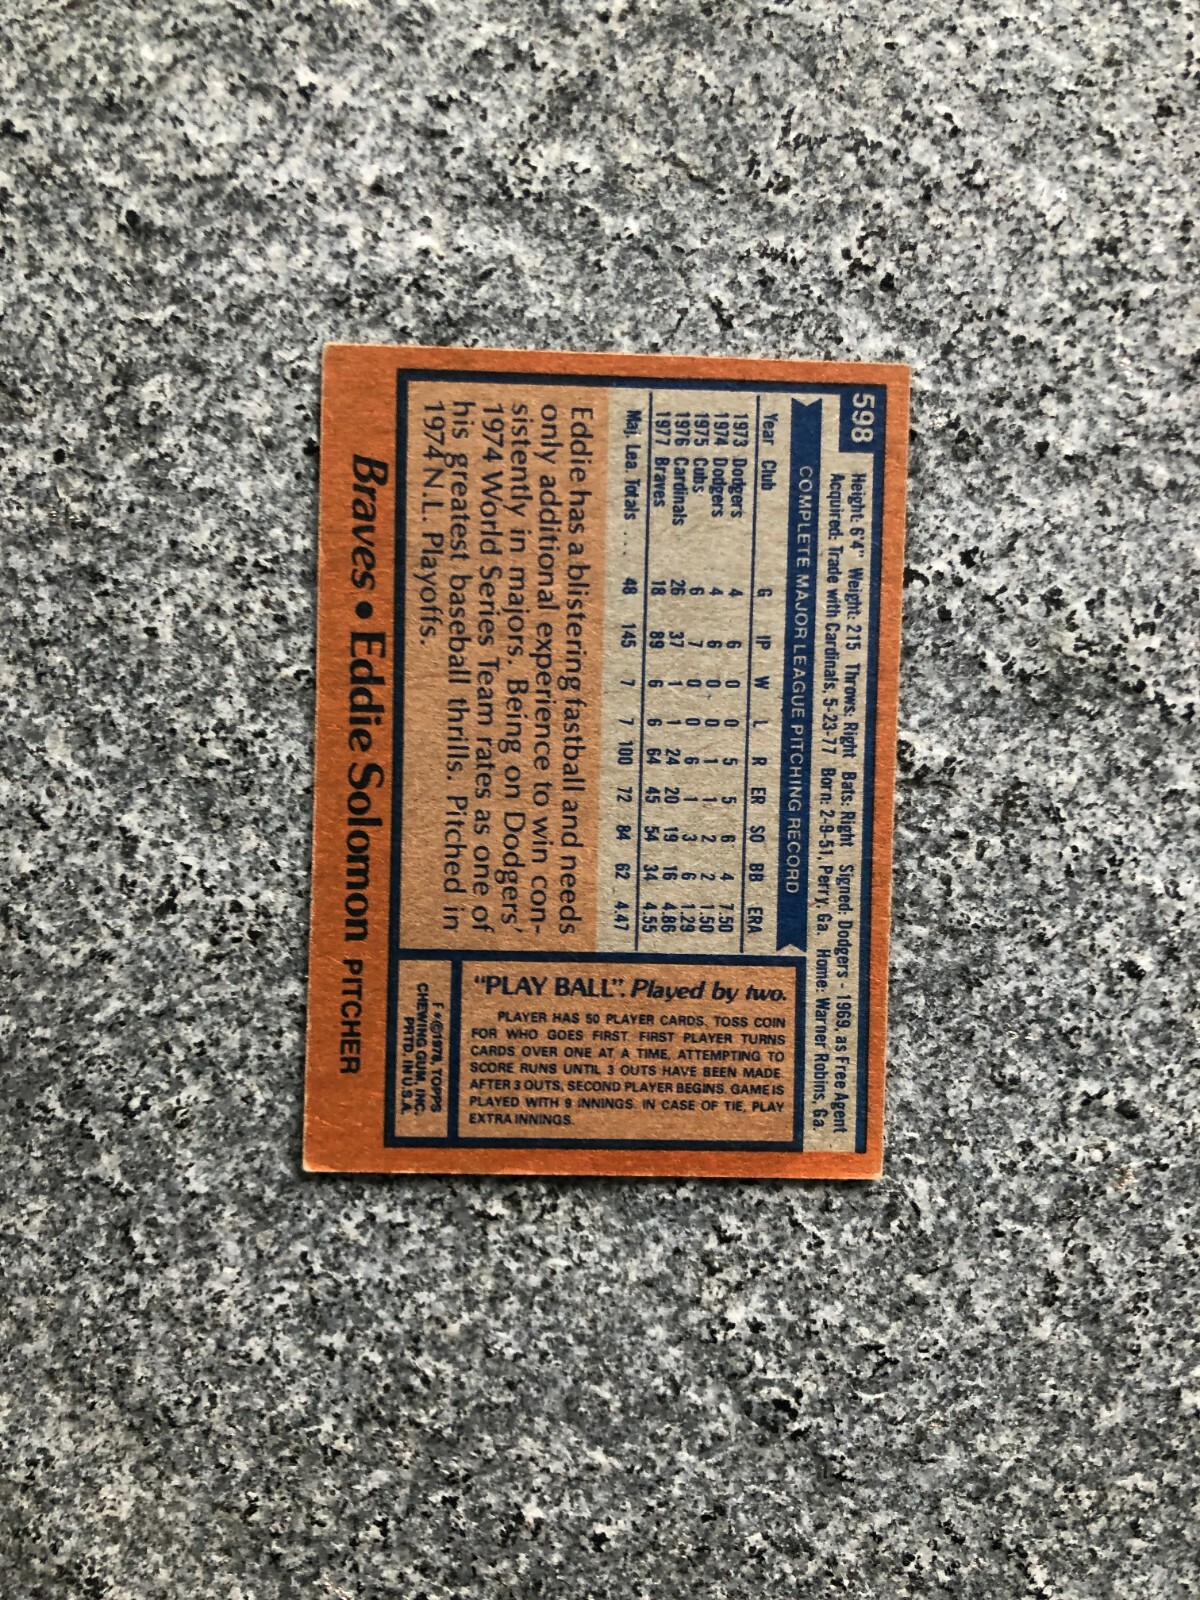 598
Height: 6'4" Weight: 215 Throws: Right Bats: Right Signed: Dodgers - 1969, as Free Agent
Acquired: Trade with Cardinals, 5-23-77 Born: 2-9-51, Perry, Ga. Home: Warner Robins, Ga.
COMPLETE MAJOR LEAGUE PITCHING RECORD
Year Club G IP W L R ER SO BB ERA
1973 Dodgers 4 6 0 0 5 5 6 4 7.50
1974 Dodgers 4 6 0 0 1 1 2 2 1.50
1975 Cubs 6 7 0 0 6 1 3 6 1.29
1976 Cardinals 26 37 1 1 24 20 19 16 4.86
1977 Braves 18 89 6 6 64 45 54 34 4.55
Maj. Lea. Totals ... 48 145 7 7 100 72 84 62 4.47
Eddie has a blistering fastball and needs
only additional experience to win con-
sistently in majors. Being on Dodgers'
1974 World Series Team rates as one of
his greatest baseball thrills. Pitched in
1974 N.L. Playoffs.
"PLAY BALL". Played by two.
PLAYER HAS 50 PLAYER CARDS. TOSS COIN
FOR WHO GOES FIRST. FIRST PLAYER TURNS
CARDS OVER ONE AT A TIME, ATTEMPTING TO
SCORE RUNS UNTIL 3 OUTS HAVE BEEN MADE.
AFTER 3 OUTS, SECOND PLAYER BEGINS. GAME IS
PLAYED WITH 9 INNINGS. IN CASE OF TIE, PLAY
EXTRA INNINGS.
F **©1978, TOPPS
CHEWING GUM, INC.
PRTD. IN U.S.A.
Braves • Eddie Solomon PITCHER